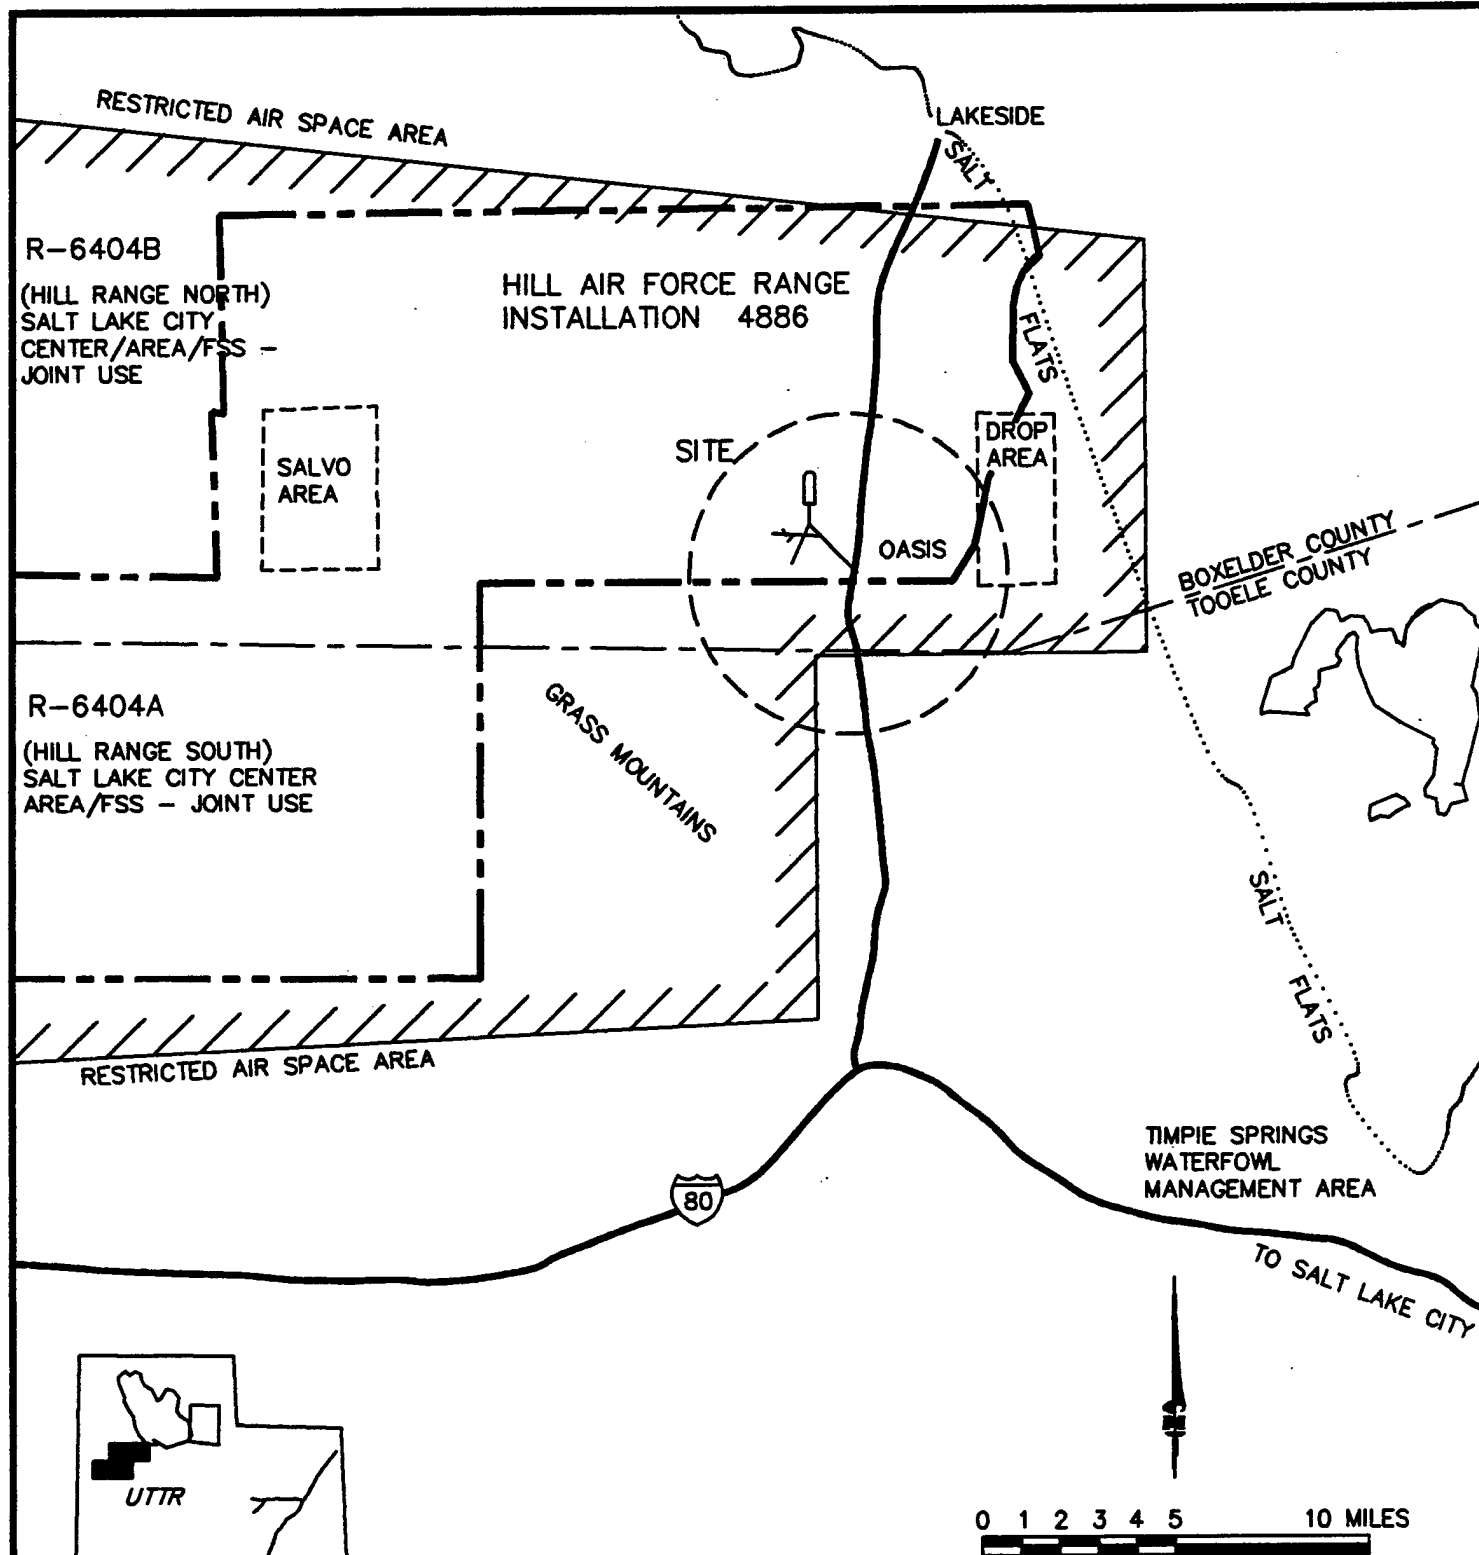 LAKESIDE
RESTRICTED AIR SPACE AREA
SALT
FLATS
R-6404B
(HILL RANGE NORTH)
SALT LAKE CITY
CENTER/AREA/FSS -
JOINT USE
HILL AIR FORCE RANGE
INSTALLATION 4886
SALVO
AREA
SITE
DROP
AREA
OASIS
BOXELDER COUNTY
TOOELE COUNTY
R-6404A
(HILL RANGE SOUTH)
SALT LAKE CITY CENTER
AREA/FSS - JOINT USE
GRASS MOUNTAINS
SALT
FLATS
RESTRICTED AIR SPACE AREA
TIMPIE SPRINGS
WATERFOWL
MANAGEMENT AREA
80
TO SALT LAKE CITY
N
UTTR
0 1 2 3 4 5 10 MILES